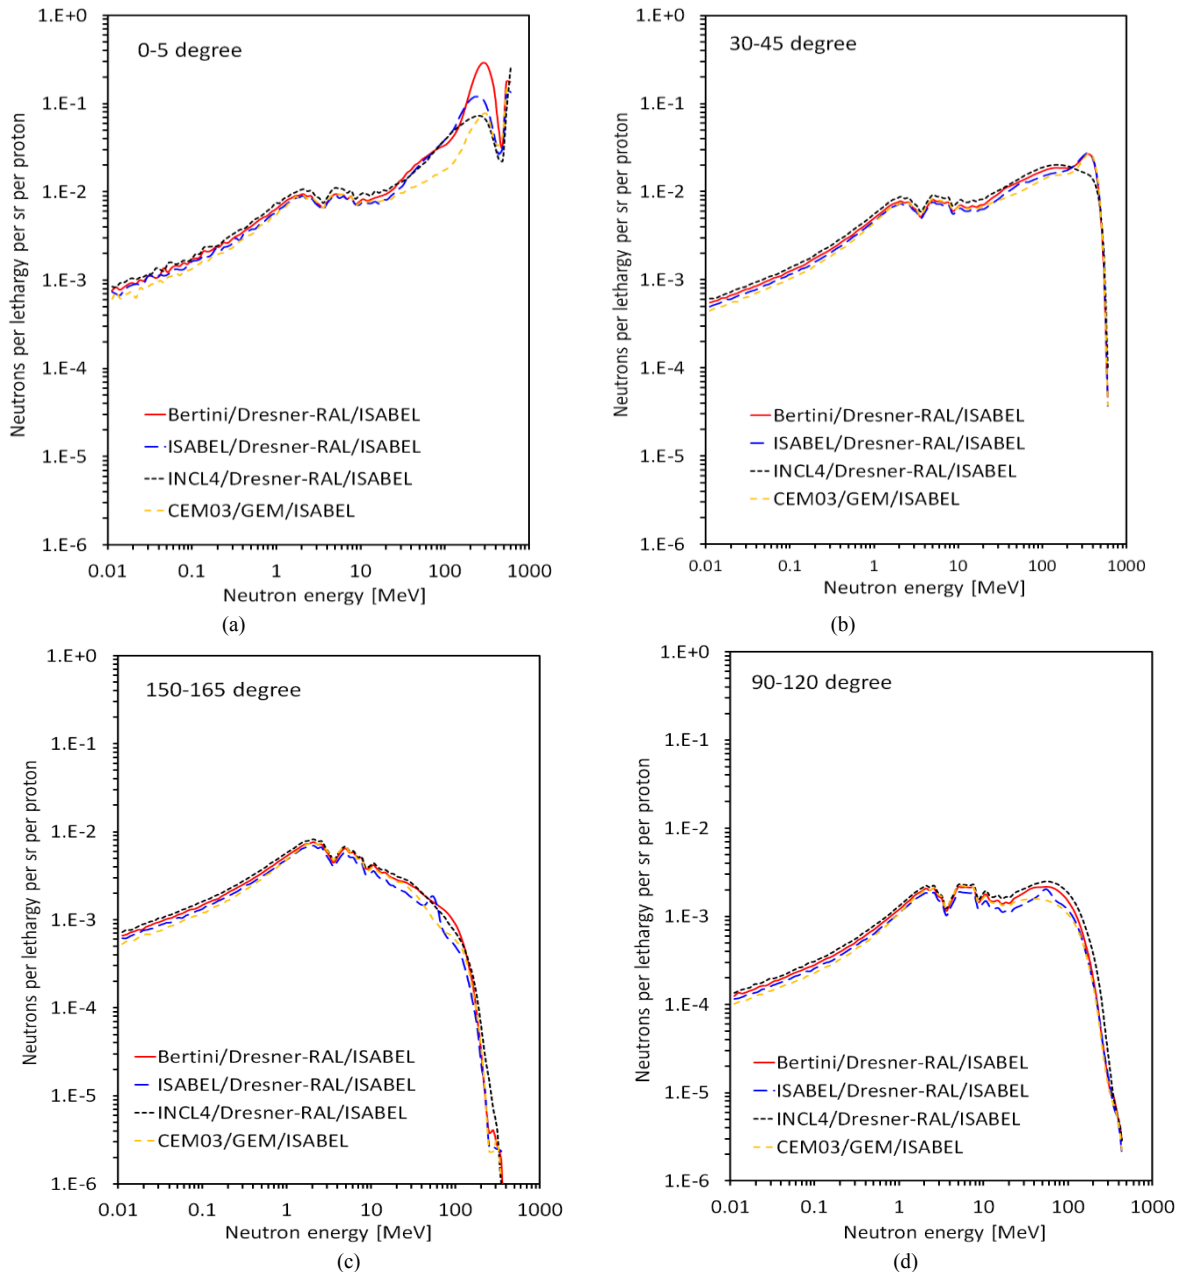 0-5 degree
Neutrons per lethargy per sr per proton
1.E+0
1.E-1
1.E-2
1.E-3
1.E-4
1.E-5
1.E-6
Bertini/Dresner-RAL/ISABEL
ISABEL/Dresner-RAL/ISABEL
INCL4/Dresner-RAL/ISABEL
CEM03/GEM/ISABEL
0.01 0.1 1 10 100 1000
Neutron energy [MeV]
(a)
30-45 degree
Neutrons per lethargy per sr per proton
1.E+0
1.E-1
1.E-2
1.E-3
1.E-4
1.E-5
1.E-6
Bertini/Dresner-RAL/ISABEL
ISABEL/Dresner-RAL/ISABEL
INCL4/Dresner-RAL/ISABEL
CEM03/GEM/ISABEL
0.01 0.1 1 10 100 1000
Neutron energy [MeV]
(b)
150-165 degree
Neutrons per lethargy per sr per proton
1.E+0
1.E-1
1.E-2
1.E-3
1.E-4
1.E-5
1.E-6
Bertini/Dresner-RAL/ISABEL
ISABEL/Dresner-RAL/ISABEL
INCL4/Dresner-RAL/ISABEL
CEM03/GEM/ISABEL
0.01 0.1 1 10 100 1000
Neutron energy [MeV]
(c)
90-120 degree
Neutrons per lethargy per sr per proton
1.E+0
1.E-1
1.E-2
1.E-3
1.E-4
1.E-5
1.E-6
Bertini/Dresner-RAL/ISABEL
ISABEL/Dresner-RAL/ISABEL
INCL4/Dresner-RAL/ISABEL
CEM03/GEM/ISABEL
0.01 0.1 1 10 100 1000
Neutron energy [MeV]
(d)